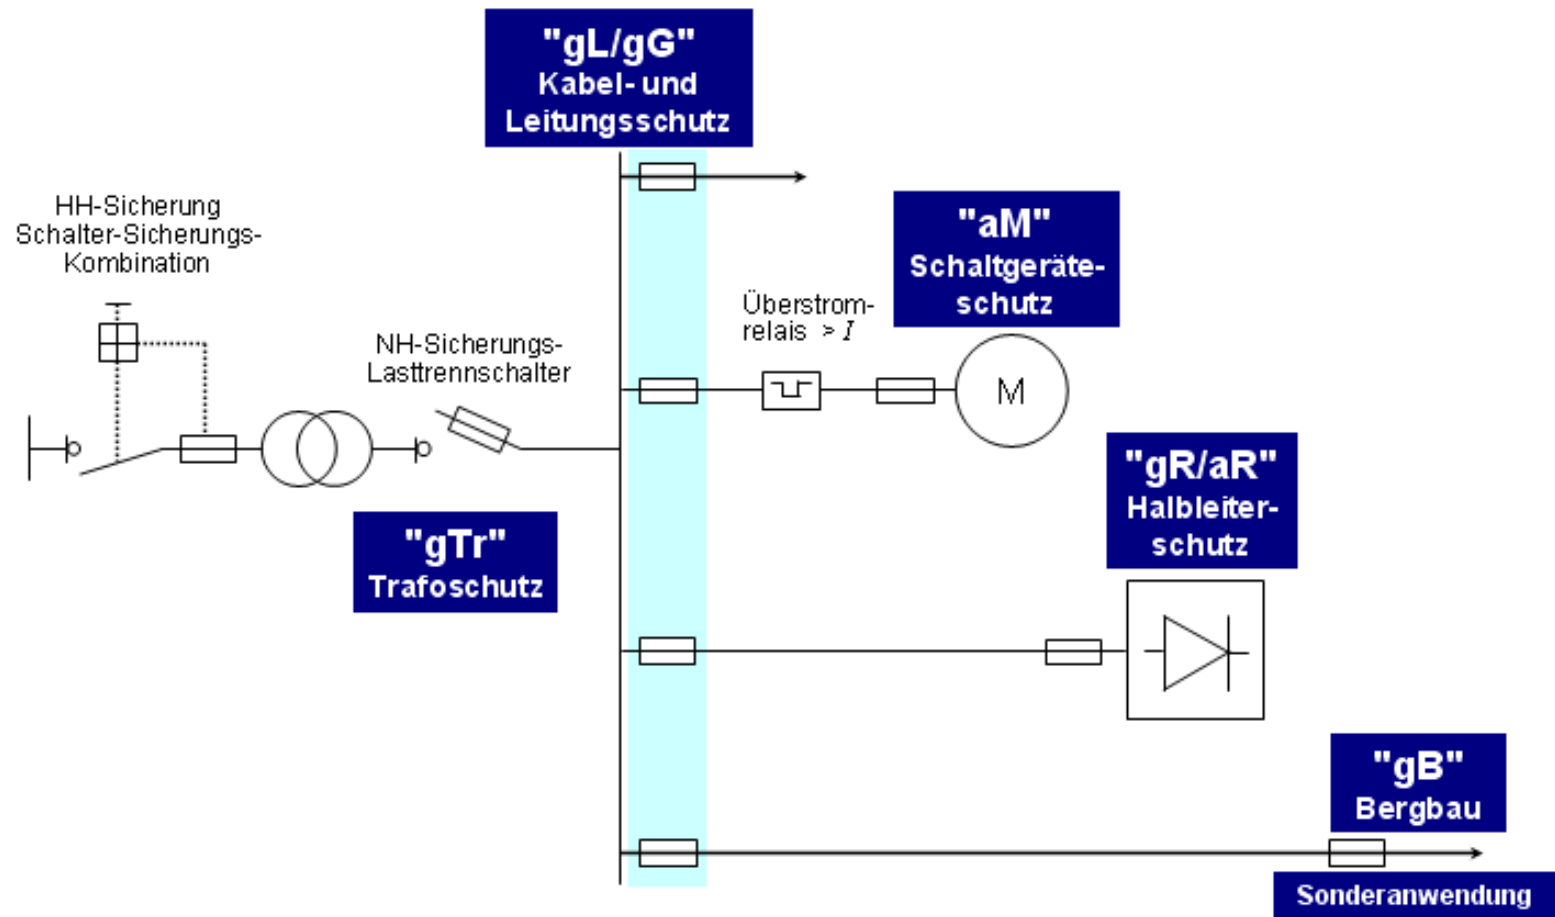 "gL/gG"
Kabel- und
Leitungsschutz
HH-Sicherung
Schalter-Sicherungs-
Kombination
"aM"
Schaltgeräte-
schutz
Überstrom-
relais > I
NH-Sicherungs-
Lasttrennschalter
M
"gR/aR"
Halbleiter-
schutz
"gTr"
Trafoschutz
"gB"
Bergbau
Sonderanwendung